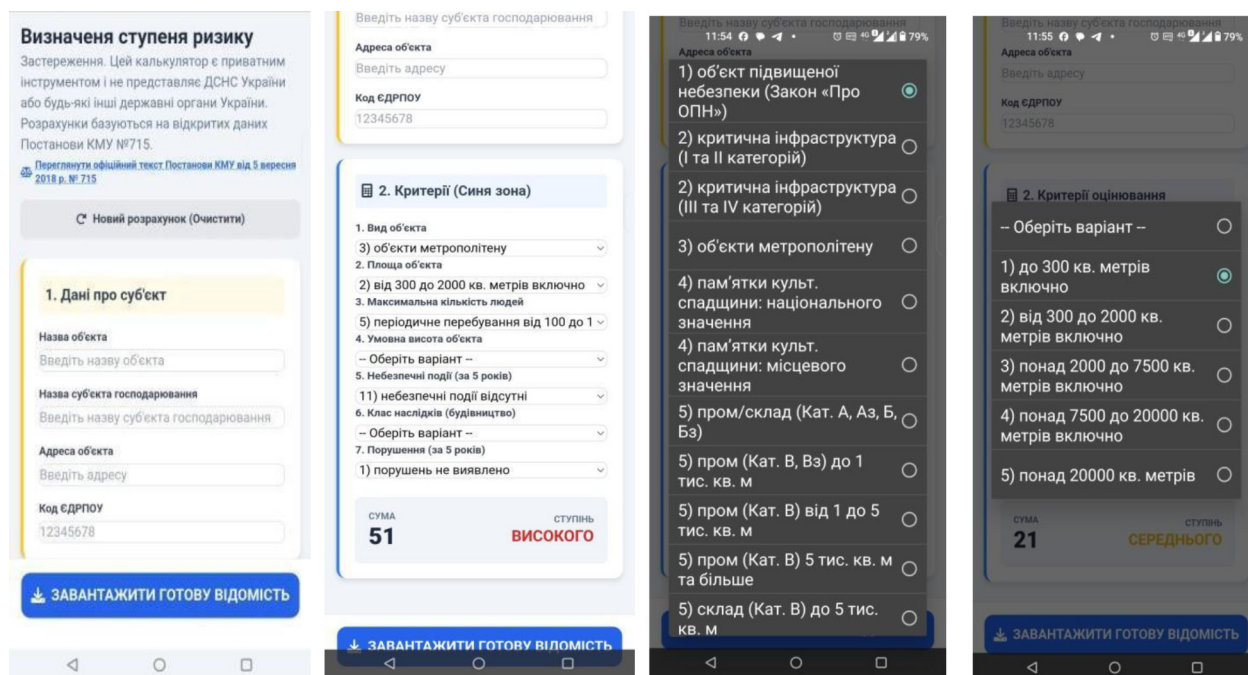 Визначеня ступеня ризику
Застереження. Цей калькулятор є приватним
інструментом і не представляє ДСНС України
або будь-які інші державні органи України.
Розрахунки базуються на відкритих даних
Постанови КМУ №715.
Переглянути офіційний текст Постанови КМУ від 5 вересня
2018 р. № 715
Новий розрахунок (Очистити)
1. Дані про суб'єкт
Назва об'єкта
Введіть назву об'єкта
Назва суб'єкта господарювання
Введіть назву суб'єкта господарювання
Адреса об'єкта
Введіть адресу
Код ЄДРПОУ
12345678
ЗАВАНТАЖИТИ ГОТОВУ ВІДОМІСТЬ
Введіть назву суб'єкта господарювання
Адреса об'єкта
Введіть адресу
Код ЄДРПОУ
12345678
2. Критерії (Синя зона)
1. Вид об'єкта
3) об'єкти метрополітену
2. Площа об'єкта
2) від 300 до 2000 кв. метрів включно
3. Максимальна кількість людей
5) періодичне перебування від 100 до 1
4. Умовна висота об'єкта
-- Оберіть варіант --
5. Небезпечні події (за 5 років)
11) небезпечні події відсутні
6. Клас наслідків (будівництво)
-- Оберіть варіант --
7. Порушення (за 5 років)
1) порушень не виявлено
СУМА
СТУПІНЬ
51
ВИСОКОГО
ЗАВАНТАЖИТИ ГОТОВУ ВІДОМІСТЬ
Введіть назву суб'єкта господарювання
11:54
79%
Адреса об'єкта
1) об'єкт підвищеної
небезпеки (Закон «Про
ОПН»)
2) критична інфраструктура
(I та II категорій)
2) критична інфраструктура
(III та IV категорій)
3) об'єкти метрополітену
4) пам'ятки культ.
спадщини: національного
значення
4) пам'ятки культ.
спадщини: місцевого
значення
5) пром/склад (Кат. А, Аз, Б,
Бз)
5) пром (Кат. В, Вз) до 1
тис. кв. м
5) пром (Кат. В) від 1 до 5
тис. кв. м
5) пром (Кат. В) 5 тис. кв. м
та більше
5) склад (Кат. В) до 5 тис.
кв. м
Введіть назву суб'єкта господарювання
11:55
79%
Адреса об'єкта
Введіть адресу
Код ЄДРПОУ
12345678
2. Критерії оцінювання
-- Оберіть варіант --
1) до 300 кв. метрів
включно
2) від 300 до 2000 кв.
метрів включно
3) понад 2000 до 7500 кв.
метрів включно
4) понад 7500 до 20000 кв.
метрів включно
5) понад 20000 кв. метрів
СУМА
СТУПІНЬ
21
СЕРЕДНЬОГО
ЗАВАНТАЖИТИ ГОТОВУ ВІДОМІСТЬ